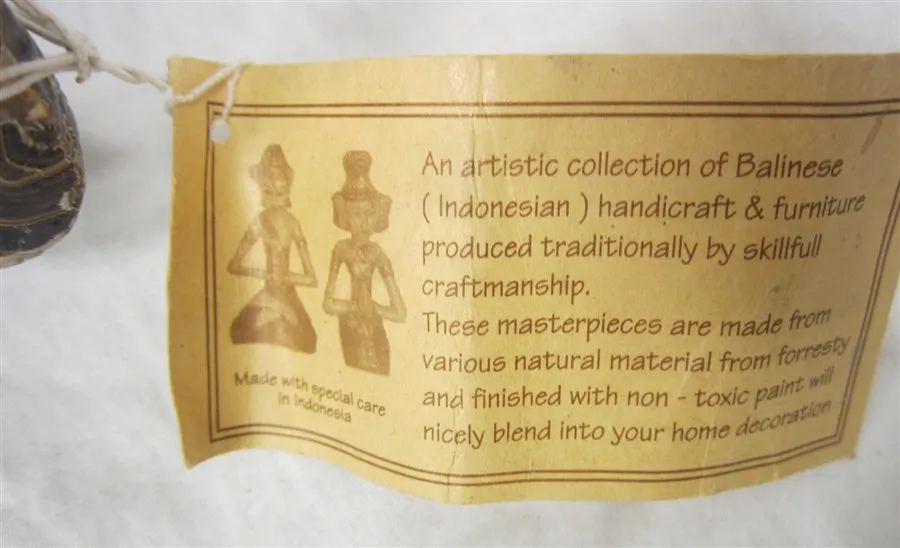 An artistic collection of Balinese
( Indonesian ) handicraft & furniture
produced traditionally by skillfull
craftmanship.
These masterpieces are made from
various natural material from forresty
and finished with non - toxic paint will
nicely blend into your home decoration
Made with special care
in Indonesia